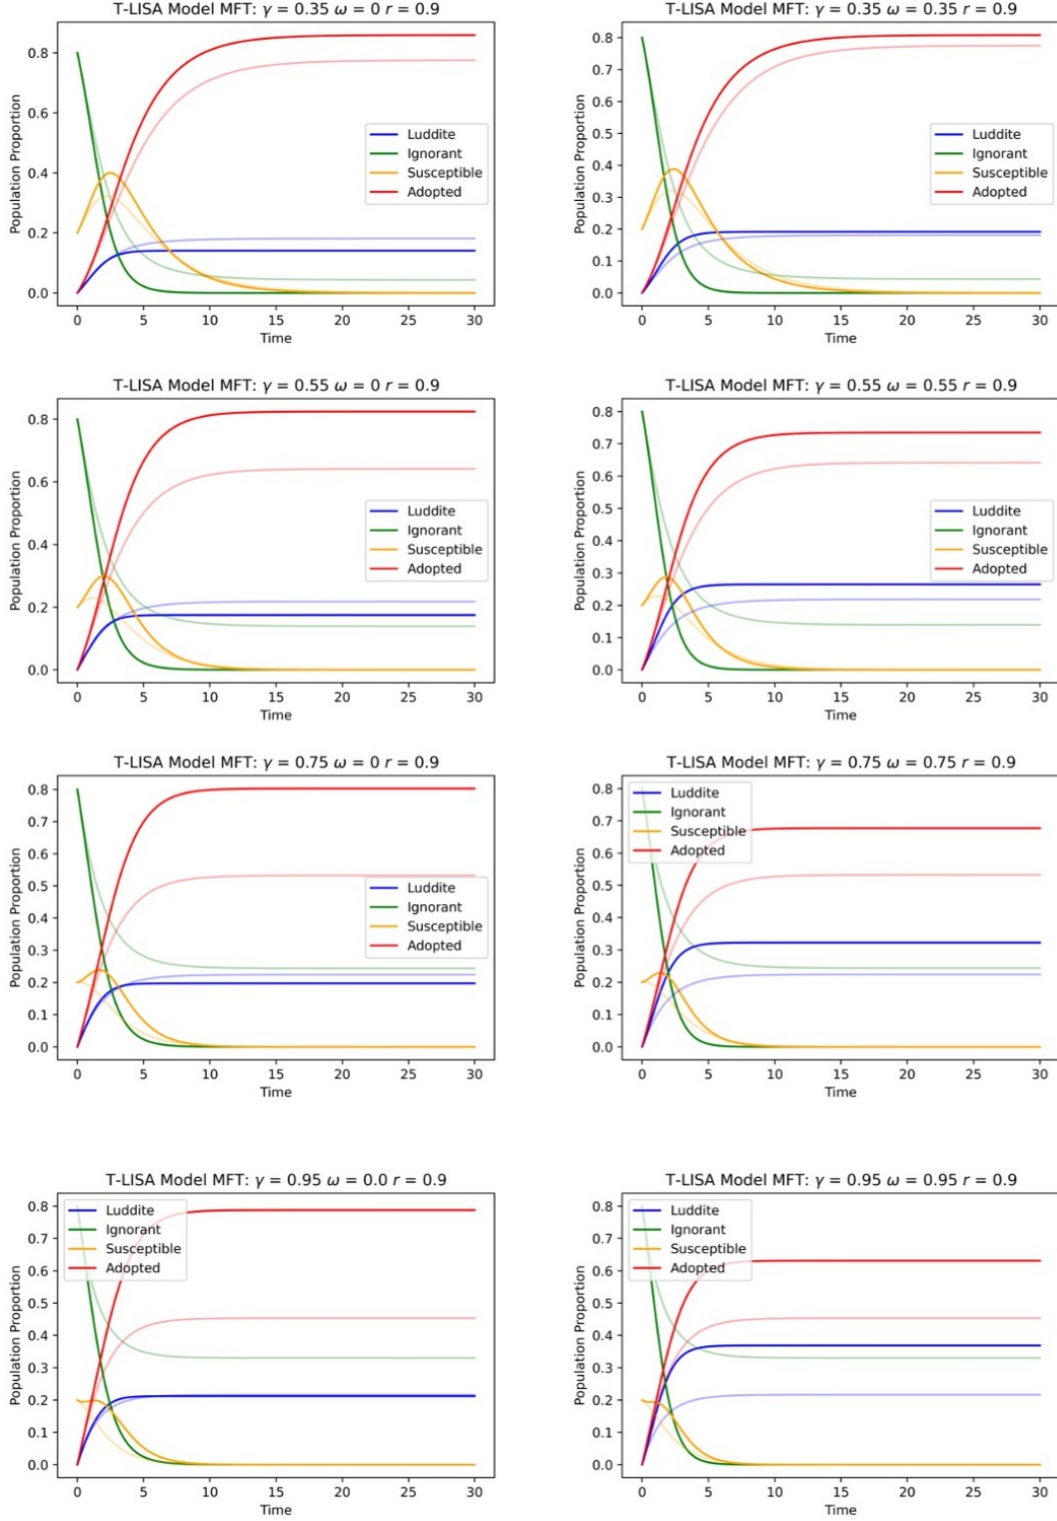 T-LISA Model MFT: γ = 0.35 ω = 0 r = 0.9
Population Proportion
0.8
0.6
0.4
0.2
0.0
Luddite
Ignorant
Susceptible
Adopted
0 5 10 15 20 25 30
Time
T-LISA Model MFT: γ = 0.35 ω = 0.35 r = 0.9
Population Proportion
0.8
0.7
0.6
0.5
0.4
0.3
0.2
0.1
0.0
Luddite
Ignorant
Susceptible
Adopted
0 5 10 15 20 25 30
Time
T-LISA Model MFT: γ = 0.55 ω = 0 r = 0.9
Population Proportion
0.8
0.6
0.4
0.2
0.0
Luddite
Ignorant
Susceptible
Adopted
0 5 10 15 20 25 30
Time
T-LISA Model MFT: γ = 0.55 ω = 0.55 r = 0.9
Population Proportion
0.8
0.7
0.6
0.5
0.4
0.3
0.2
0.1
0.0
Luddite
Ignorant
Susceptible
Adopted
0 5 10 15 20 25 30
Time
T-LISA Model MFT: γ = 0.75 ω = 0 r = 0.9
Population Proportion
0.8
0.7
0.6
0.5
0.4
0.3
0.2
0.1
0.0
Luddite
Ignorant
Susceptible
Adopted
0 5 10 15 20 25 30
Time
T-LISA Model MFT: γ = 0.75 ω = 0.75 r = 0.9
Population Proportion
0.8
0.7
0.6
0.5
0.4
0.3
0.2
0.1
0.0
Luddite
Ignorant
Susceptible
Adopted
0 5 10 15 20 25 30
Time
T-LISA Model MFT: γ = 0.95 ω = 0.0 r = 0.9
Population Proportion
0.8
0.7
0.6
0.5
0.4
0.3
0.2
0.1
0.0
Luddite
Ignorant
Susceptible
Adopted
0 5 10 15 20 25 30
Time
T-LISA Model MFT: γ = 0.95 ω = 0.95 r = 0.9
Population Proportion
0.8
0.7
0.6
0.5
0.4
0.3
0.2
0.1
0.0
Luddite
Ignorant
Susceptible
Adopted
0 5 10 15 20 25 30
Time